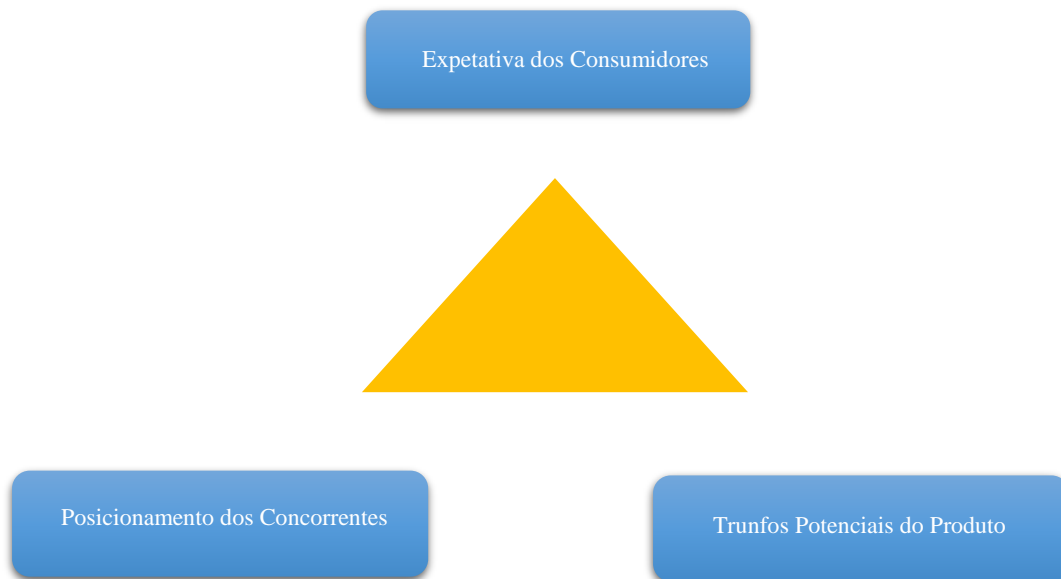 Expetativa dos Consumidores
Posicionamento dos Concorrentes
Trunfos Potenciais do Produto